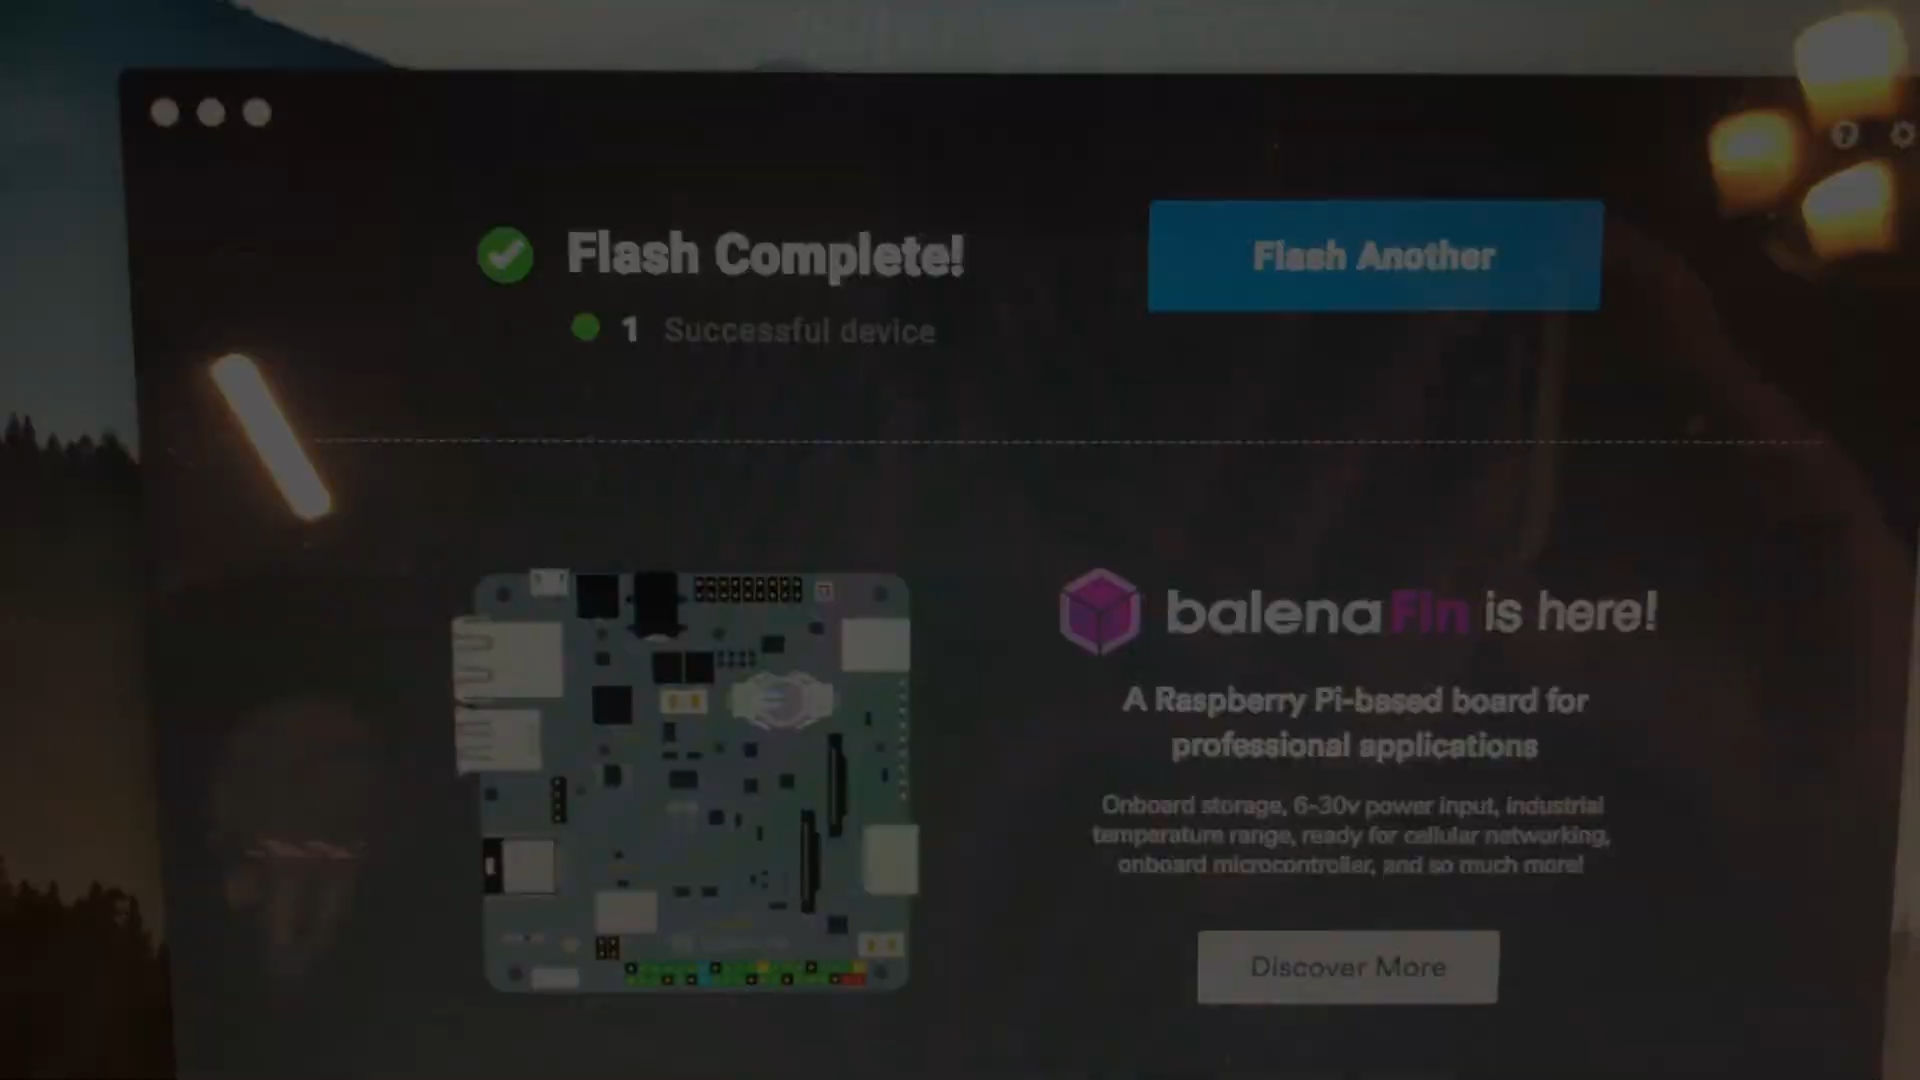 Flash Complete!
Flash Another
1 Successful device
balenaFin is here!
A Raspberry Pi-based board for
professional applications
Onboard storage, 6-30v power input, industrial
temperature range, ready for cellular networking,
onboard microcontroller, and so much more!
Discover More